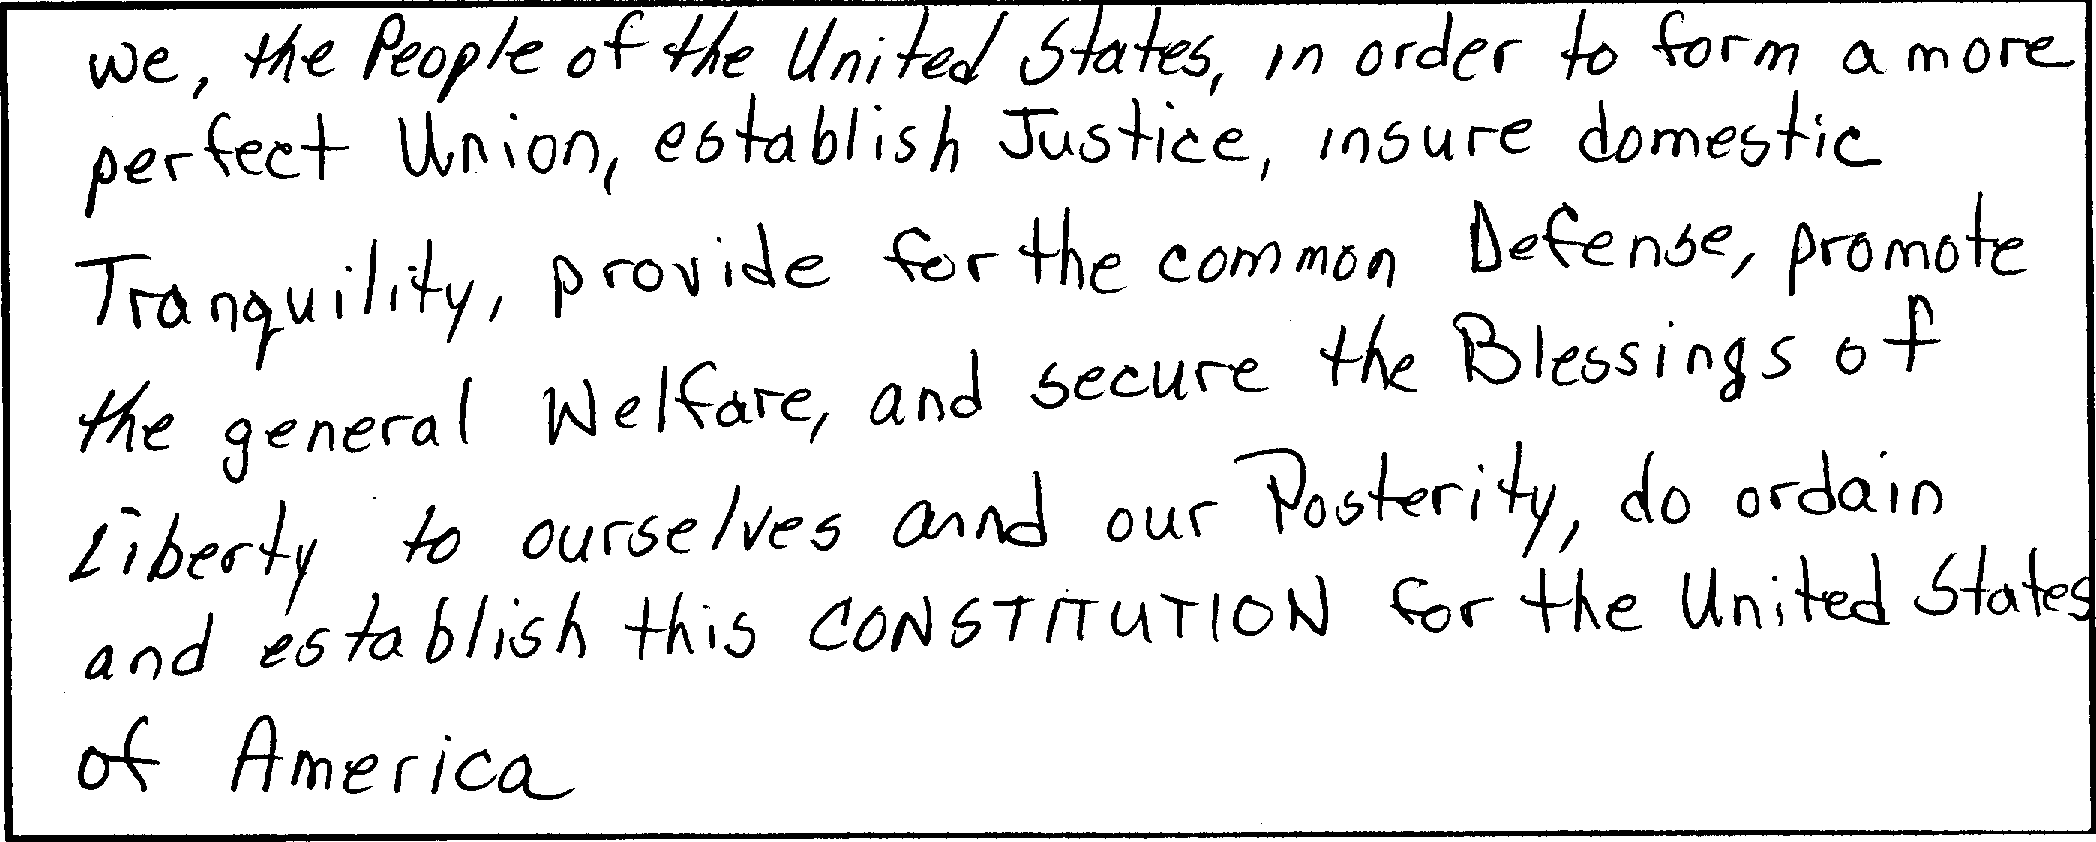 we, the People of the United States, in order to form a more
perfect Union, establish Justice, insure domestic
Tranquility, provide for the common Defense, promote
the general Welfare, and secure the Blessings of
Liberty to ourselves annd our Posterity, do ordain
and establish this CONSTITUTION for the United States
of America